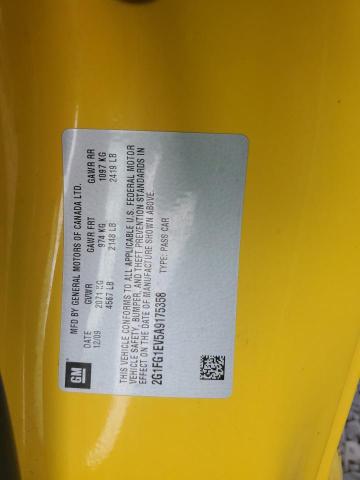 GM
MFD BY GENERAL MOTORS OF CANADA LTD.
DATE GVWR GAWR FRT GAWR RR
12/09 2071 KG 974 KG 1097 KG
4567 LB 2148 LB 2419 LB
THIS VEHICLE CONFORMS TO ALL APPLICABLE U.S. FEDERAL MOTOR
VEHICLE SAFETY, BUMPER, AND THEFT PREVENTION STANDARDS IN
EFFECT ON THE DATE OF MANUFACTURE SHOWN ABOVE.
2G1FG1EV5A9175358 TYPE: PASS CAR